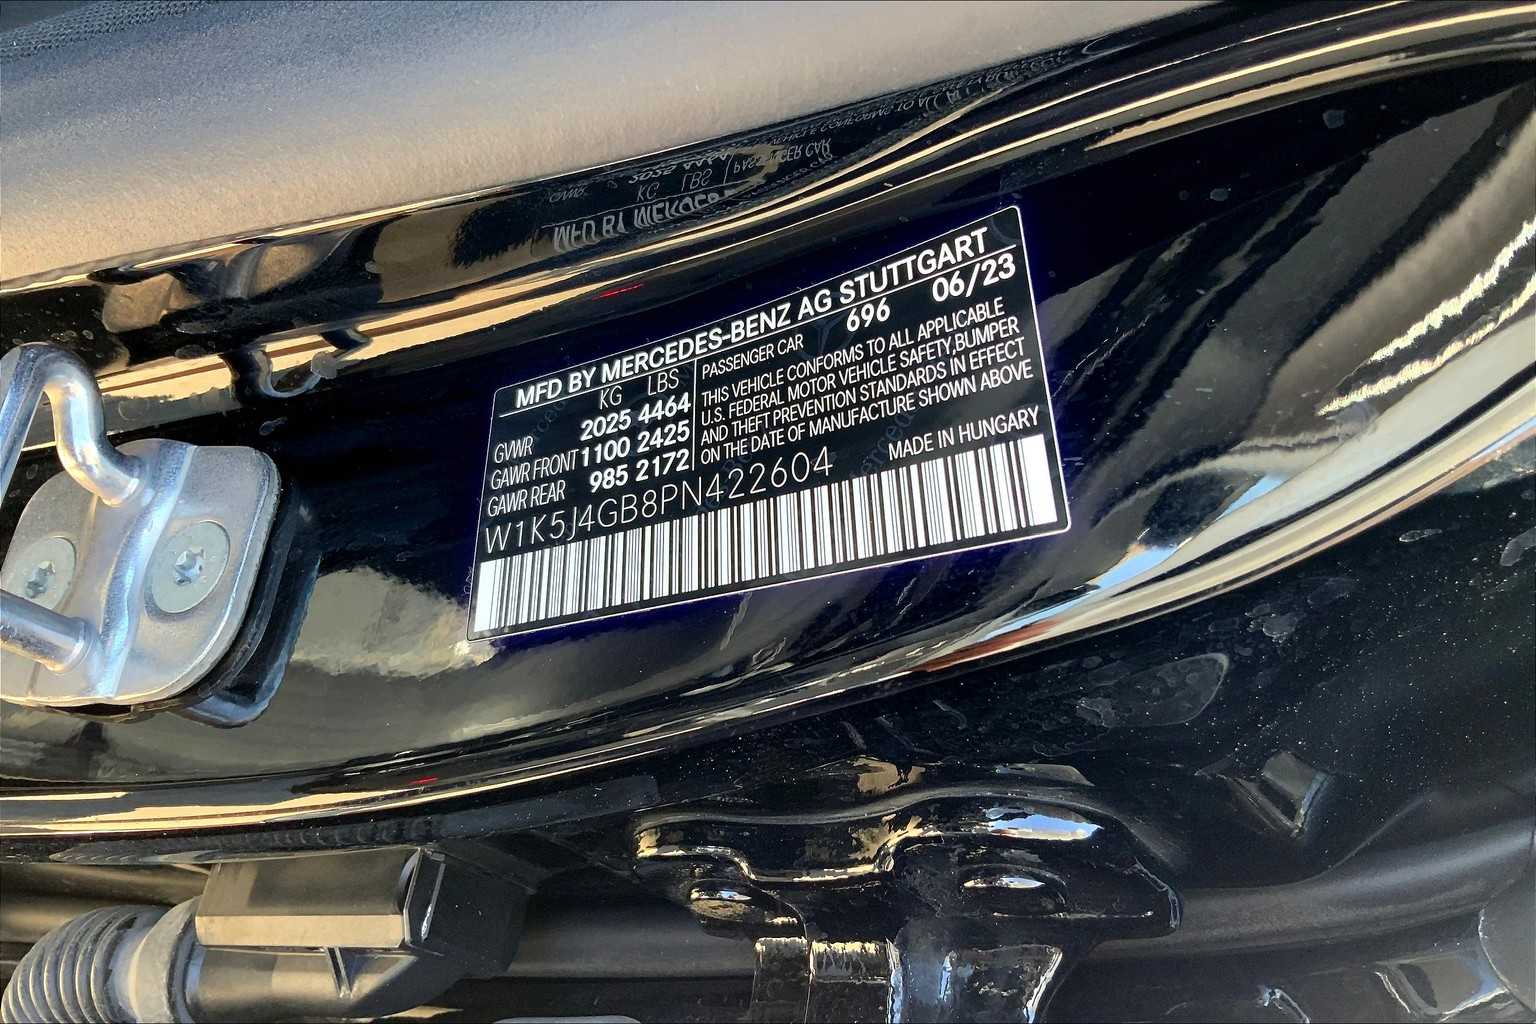 MFD BY MERCEDES-BENZ AG STUTTGART
KG LBS
GVWR 2025 4464
GAWR FRONT 1100 2425
GAWR REAR 985 2172
696 06/23
PASSENGER CAR
THIS VEHICLE CONFORMS TO ALL APPLICABLE
U.S. FEDERAL MOTOR VEHICLE SAFETY,BUMPER
AND THEFT PREVENTION STANDARDS IN EFFECT
ON THE DATE OF MANUFACTURE SHOWN ABOVE
MADE IN HUNGARY
W1K5J4GB8PN422604